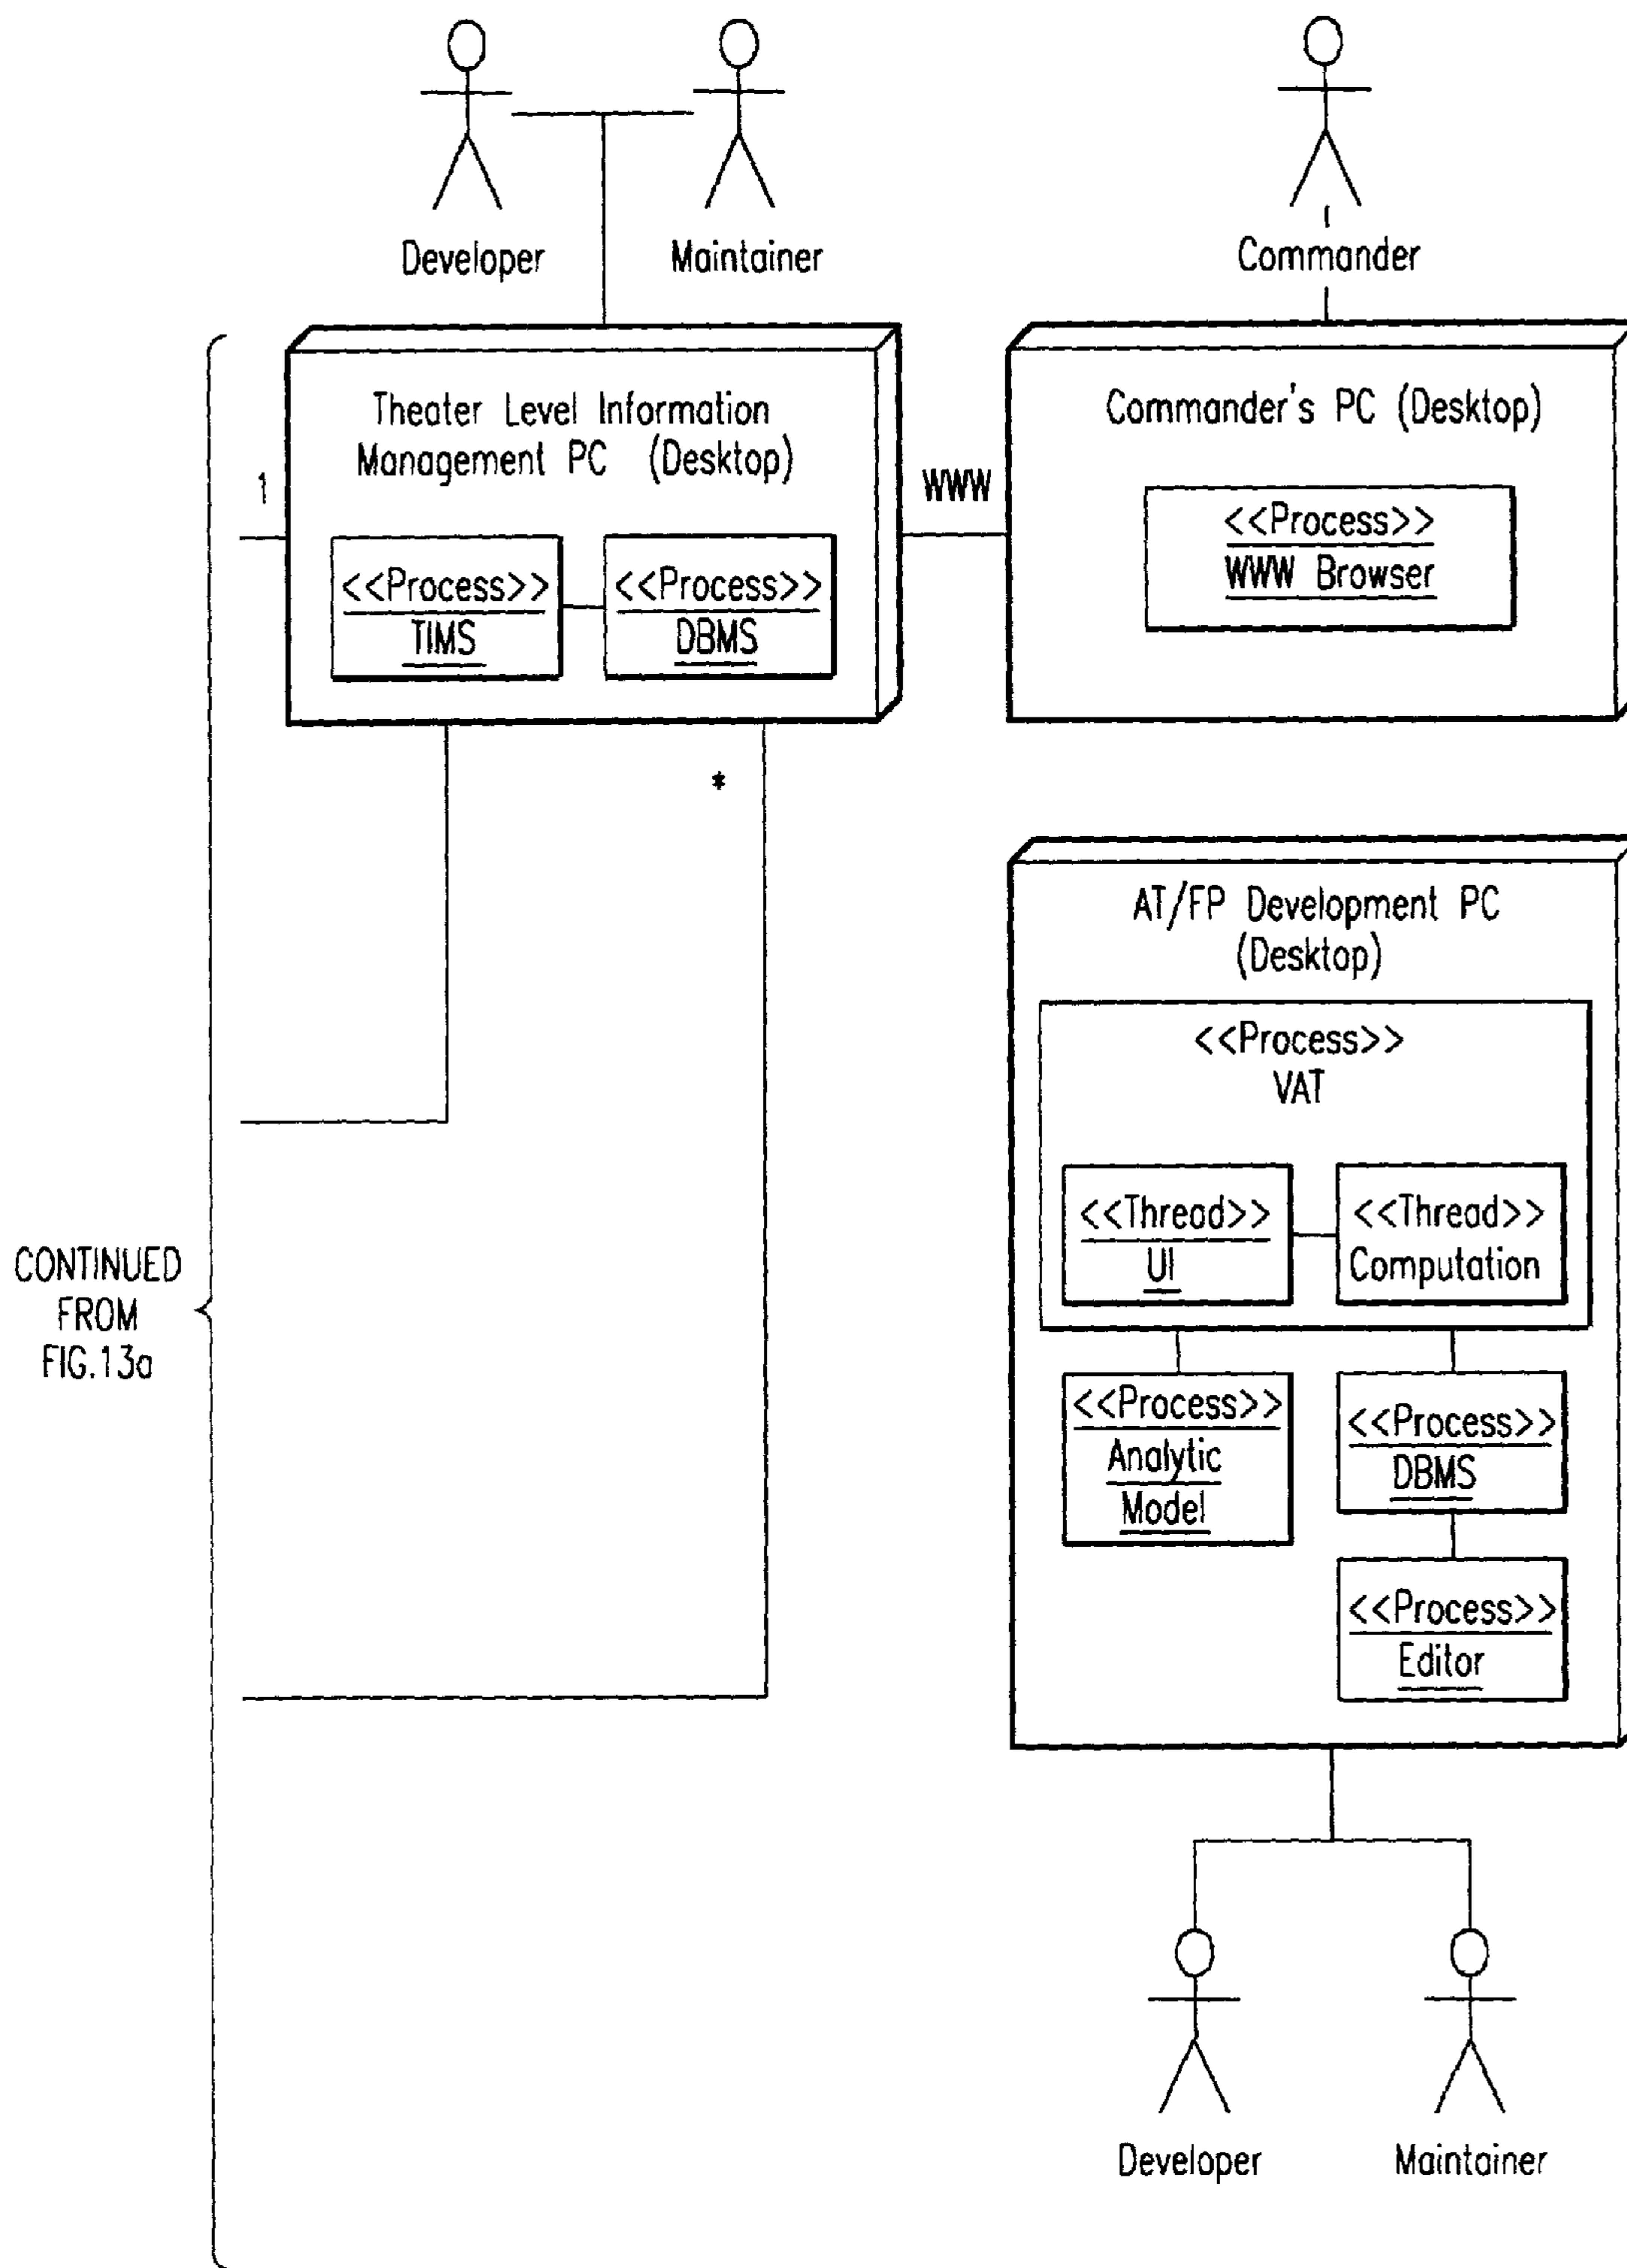 Developer
Maintainer
Commander
Theater Level Information
Management PC (Desktop)
Commander's PC (Desktop)
1
WWW
<<Process>>
TIMS
<<Process>>
DBMS
<<Process>>
WWW Browser
*
AT/FP Development PC
(Desktop)
<<Process>>
VAT
<<Thread>>
UI
<<Thread>>
Computation
CONTINUED
FROM
FIG.13a
<<Process>>
Analytic
Model
<<Process>>
DBMS
<<Process>>
Editor
Developer
Maintainer